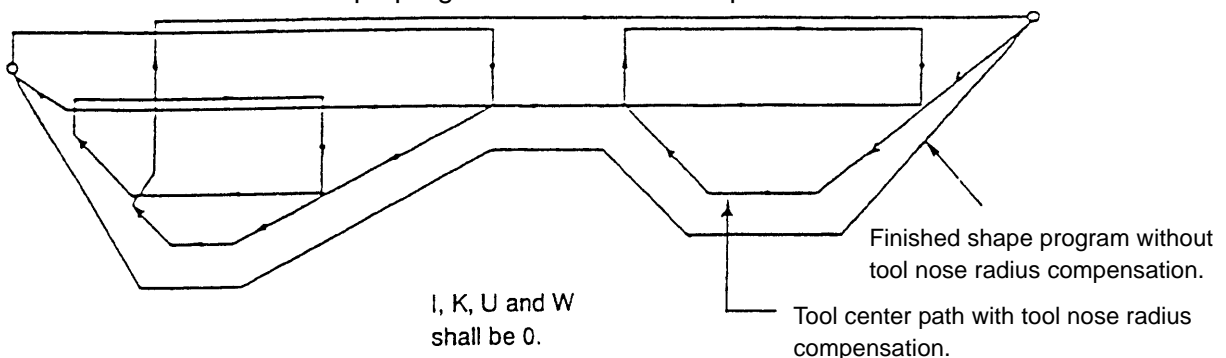 I, K, U and W
shall be 0.
Finished shape program without
tool nose radius compensation.
Tool center path with tool nose radius
compensation.